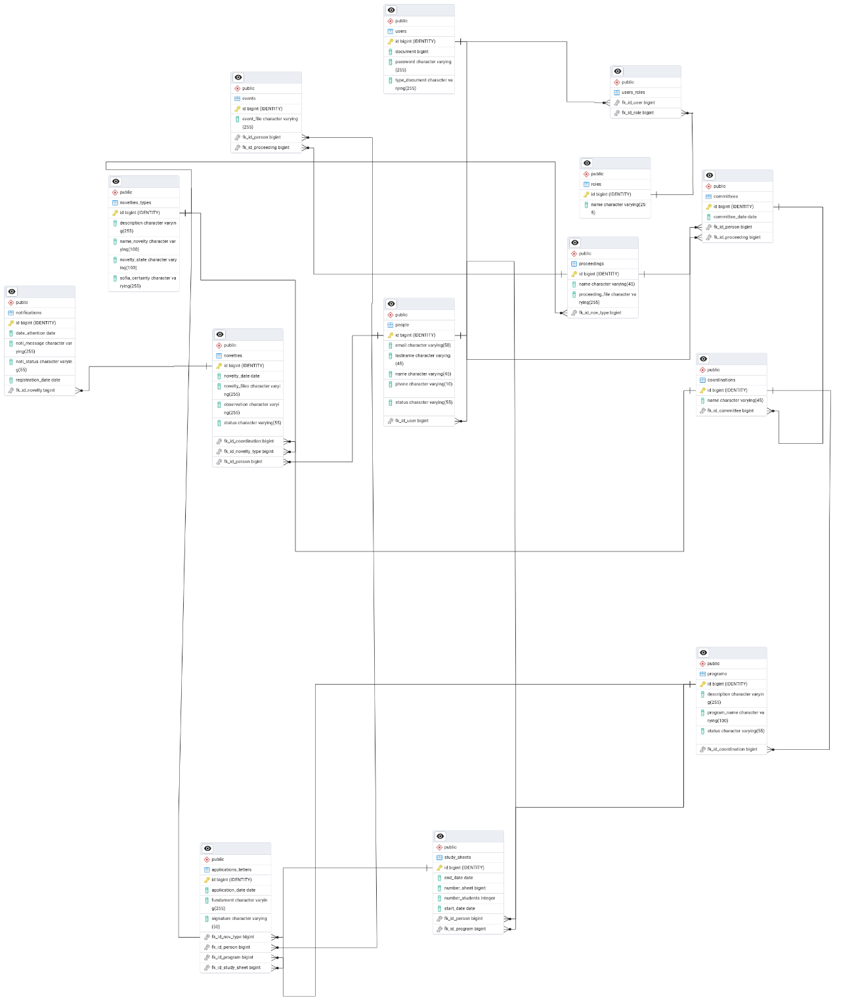 public
users
id bigint (IDENTITY)
document bigint
password character varying
(255)
type_document character va
rying(255)
public
events
id bigint (IDENTITY)
event_file character varying
(255)
fk_id_person bigint
fk_id_proceeding bigint
public
users_roles
fk_id_user bigint
fk_id_role bigint
public
roles
id bigint (IDENTITY)
name character varying(25
5)
public
committees
id bigint (IDENTITY)
committee_date date
fk_id_person bigint
fk_id_proceeding bigint
public
novelties_types
id bigint (IDENTITY)
description character varyin
g(255)
name_novelty character var
ying(100)
novelty_state character vary
ing(100)
sofia_certainty character va
rying(255)
public
proceedings
id bigint (IDENTITY)
name character varying(45)
proceeding_file character va
rying(255)
fk_id_nov_type bigint
public
notifications
id bigint (IDENTITY)
date_attention date
noti_message character var
ying(255)
noti_status character varyin
g(55)
registration_date date
fk_id_novelty bigint
public
people
id bigint (IDENTITY)
email character varying(50)
lastname character varying
(45)
name character varying(45)
phone character varying(10)
status character varying(55)
fk_id_user bigint
public
novelties
id bigint (IDENTITY)
novelty_date date
novelty_files character varyi
ng(255)
observation character varyi
ng(255)
status character varying(55)
fk_id_coordination bigint
fk_id_novelty_type bigint
fk_id_person bigint
public
coordinations
id bigint (IDENTITY)
name character varying(45)
fk_id_committee bigint
public
programs
id bigint (IDENTITY)
description character varyin
g(255)
program_name character va
rying(100)
status character varying(55)
fk_id_coordination bigint
public
study_sheets
id bigint (IDENTITY)
end_date date
number_sheet bigint
number_students integer
start_date date
fk_id_person bigint
fk_id_program bigint
public
applications_letters
id bigint (IDENTITY)
application_date date
fundament character varyin
g(255)
signature character varying
(50)
fk_id_nov_type bigint
fk_id_person bigint
fk_id_program bigint
fk_id_study_sheet bigint